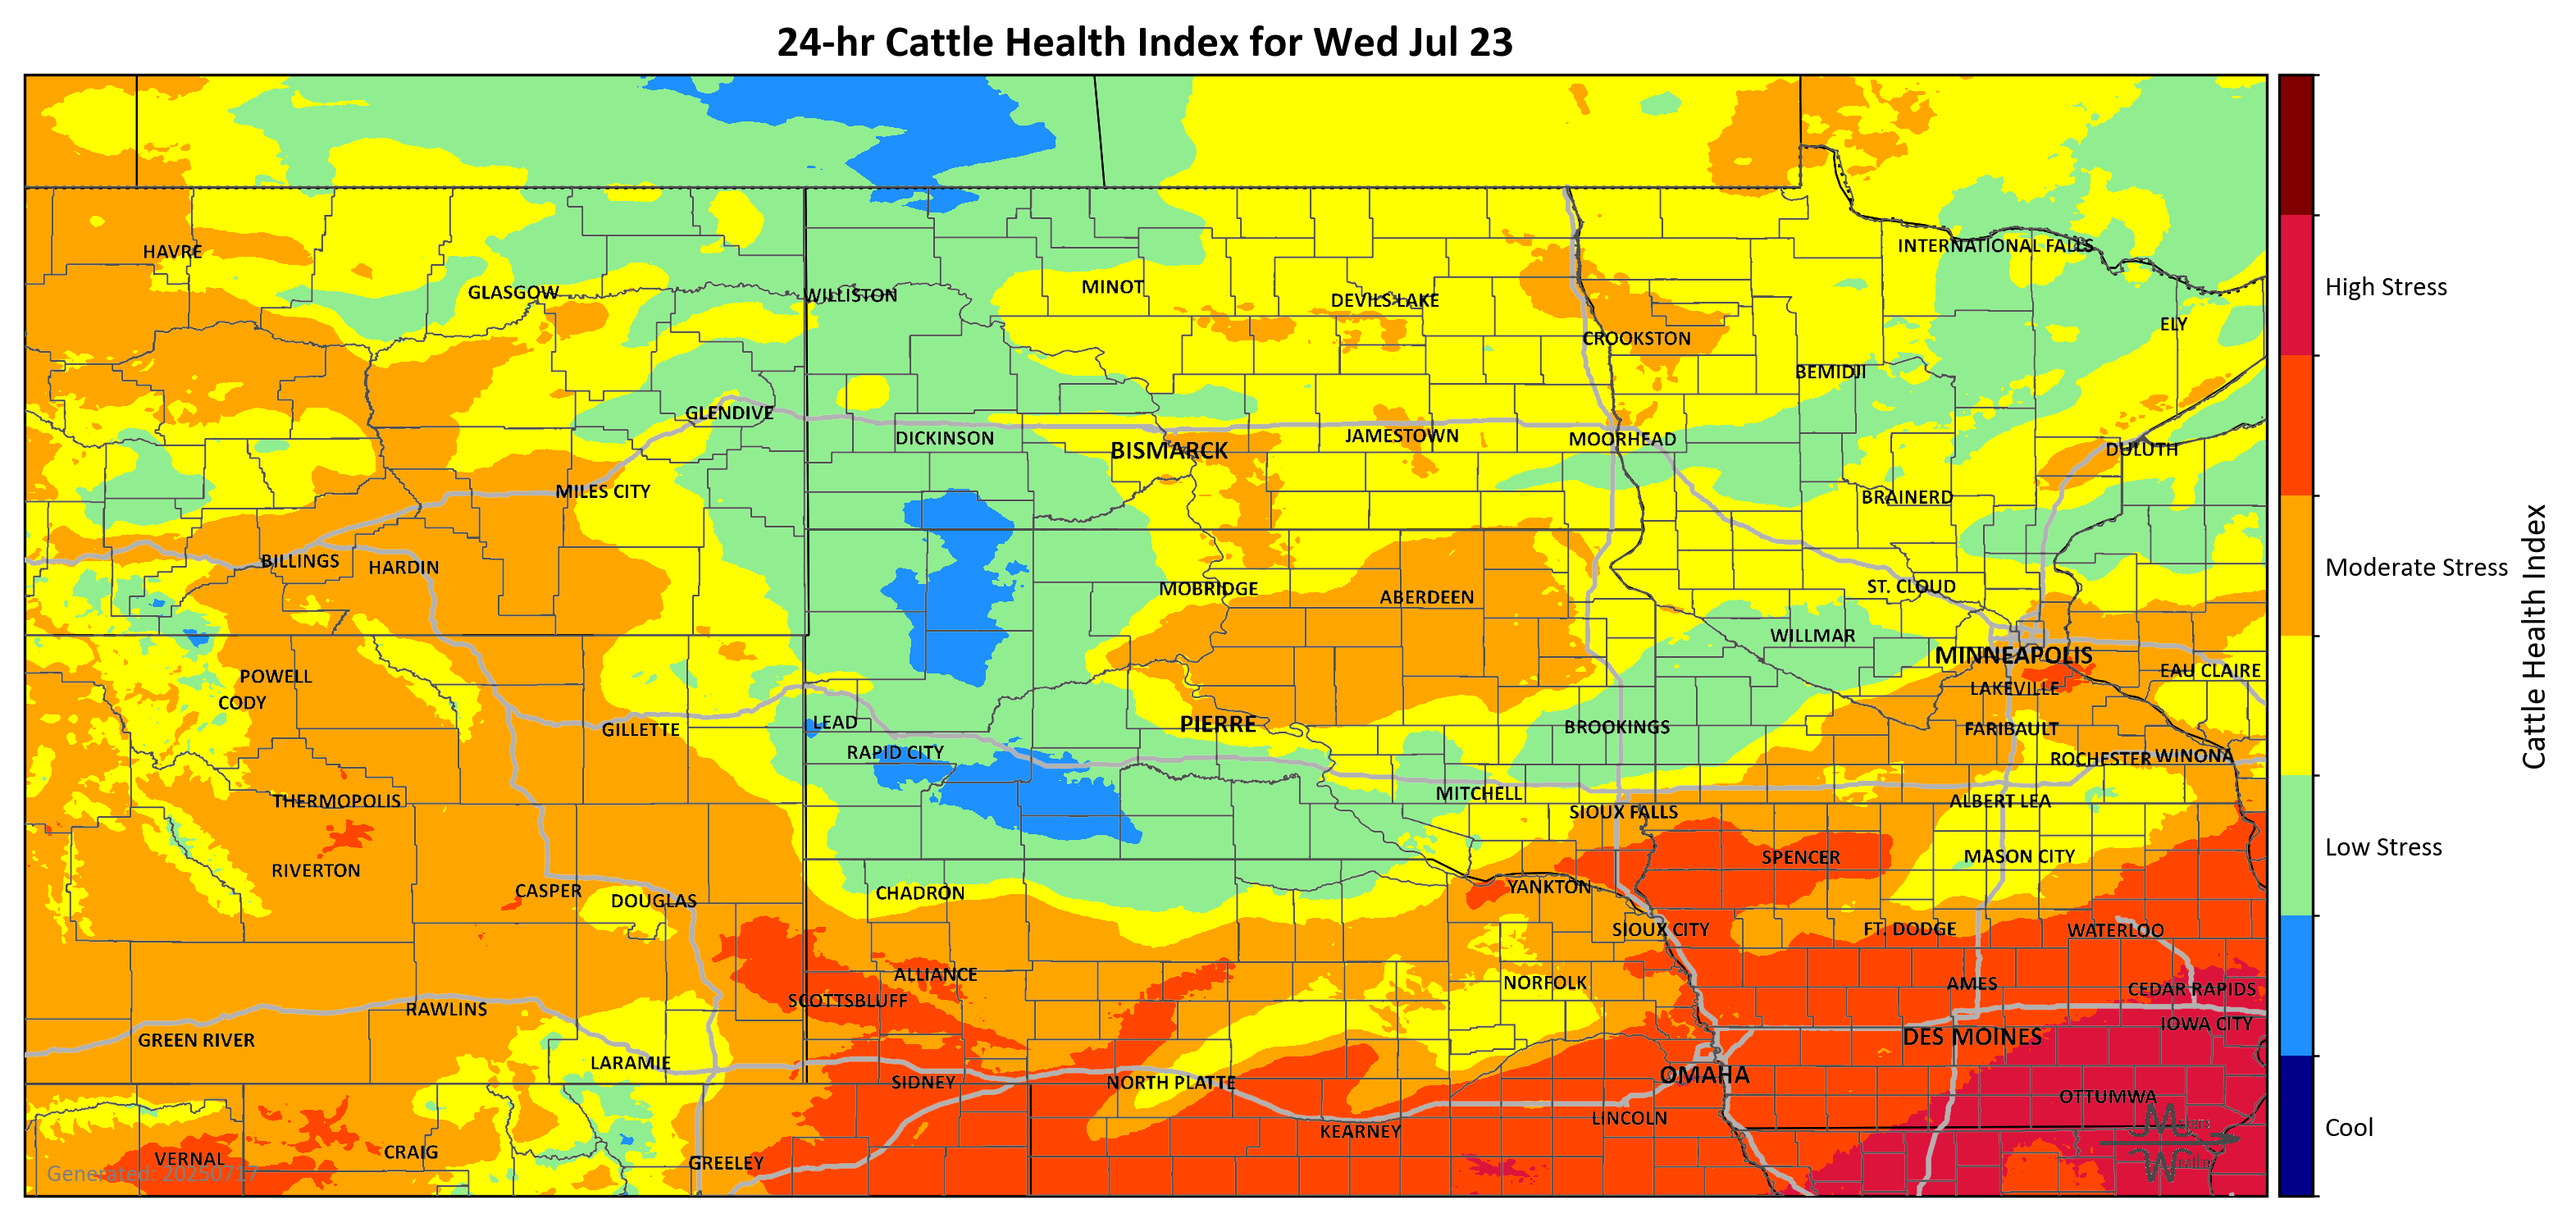 24-hr Cattle Health Index for Wed Jul 23
INTERNATIONAL FALLS
HAVRE
High Stress
MINOT
GLASGOW
WILLISTON
DEVILS LAKE
ELY
CROOKSTON
BEMIDJI
GLENDIVE
JAMESTOWN
DICKINSON
MOORHEAD
BISMARCK
DULUTH
MILES CITY
BRAINERD
BILLINGS
HARDIN
Moderate Stress
ST. CLOUD
MOBRIDGE
ABERDEEN
WILLMAR
Cattle Health Index
MINNEAPOLIS
EAU CLAIRE
POWELL
LAKEVILLE
CODY
LEAD
PIERRE
BROOKINGS
GILLETTE
FARIBAULT
RAPID CITY
ROCHESTER
WINONA
MITCHELL
THERMOPOLIS
ALBERT LEA
SIOUX FALLS
Low Stress
SPENCER
MASON CITY
RIVERTON
YANKTON
CASPER
CHADRON
DOUGLAS
SIOUX CITY
FT. DODGE
WATERLOO
ALLIANCE
NORFOLK
AMES
CEDAR RAPIDS
SCOTTSBLUFF
RAWLINS
IOWA CITY
DES MOINES
GREEN RIVER
LARAMIE
OMAHA
SIDNEY
NORTH PLATTE
OTTUMWA
LINCOLN
KEARNEY
Cool
CRAIG
VERNAL
GREELEY
Generated: 20250717